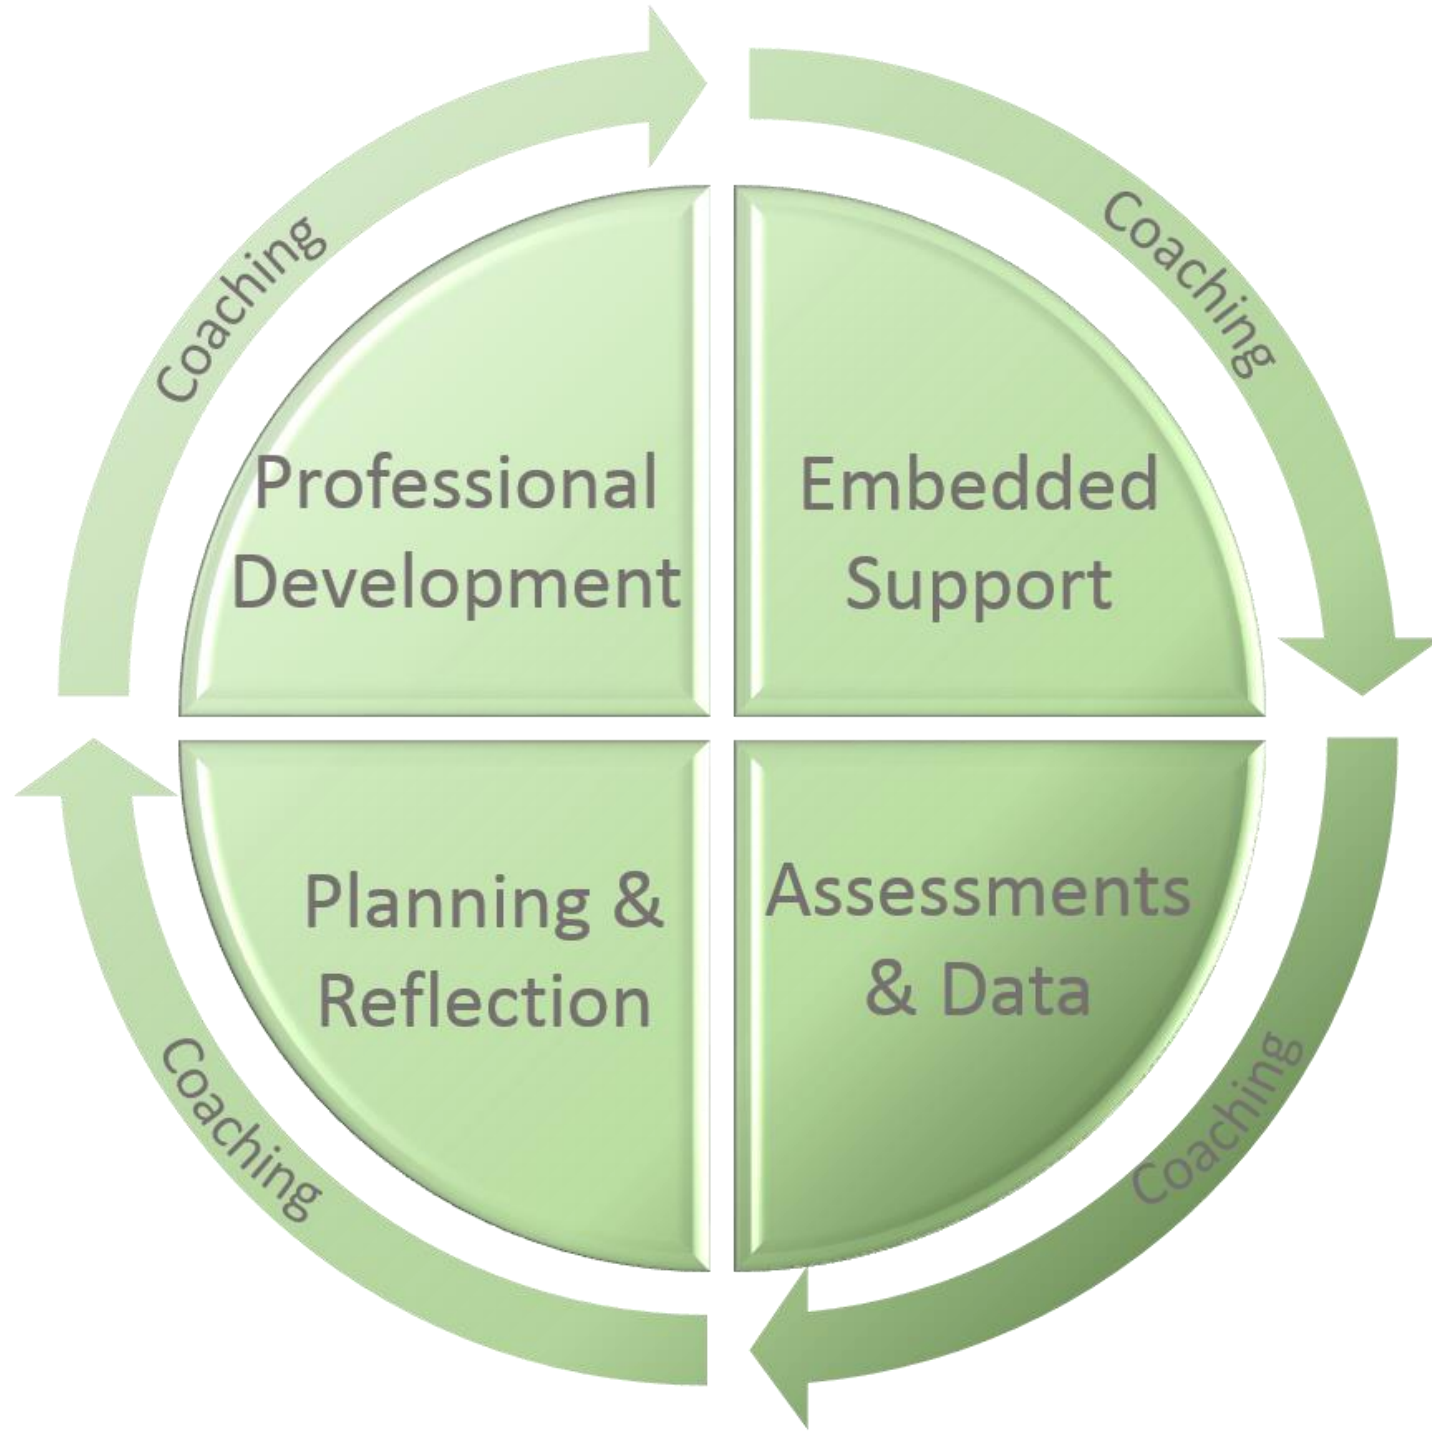 Coaching
Coaching
Professional
Development
Embedded
Support
Planning &
Reflection
Assessments
& Data
Coaching
Coaching